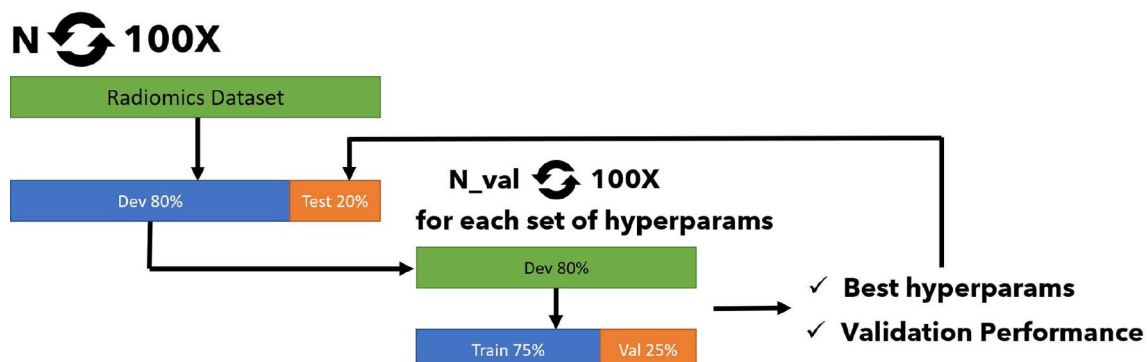 N 100X
Radiomics Dataset
Dev 80% Test 20%
N_val 100X
for each set of hyperparams
Dev 80%
Train 75% Val 25%
✓ Best hyperparams
✓ Validation Performance